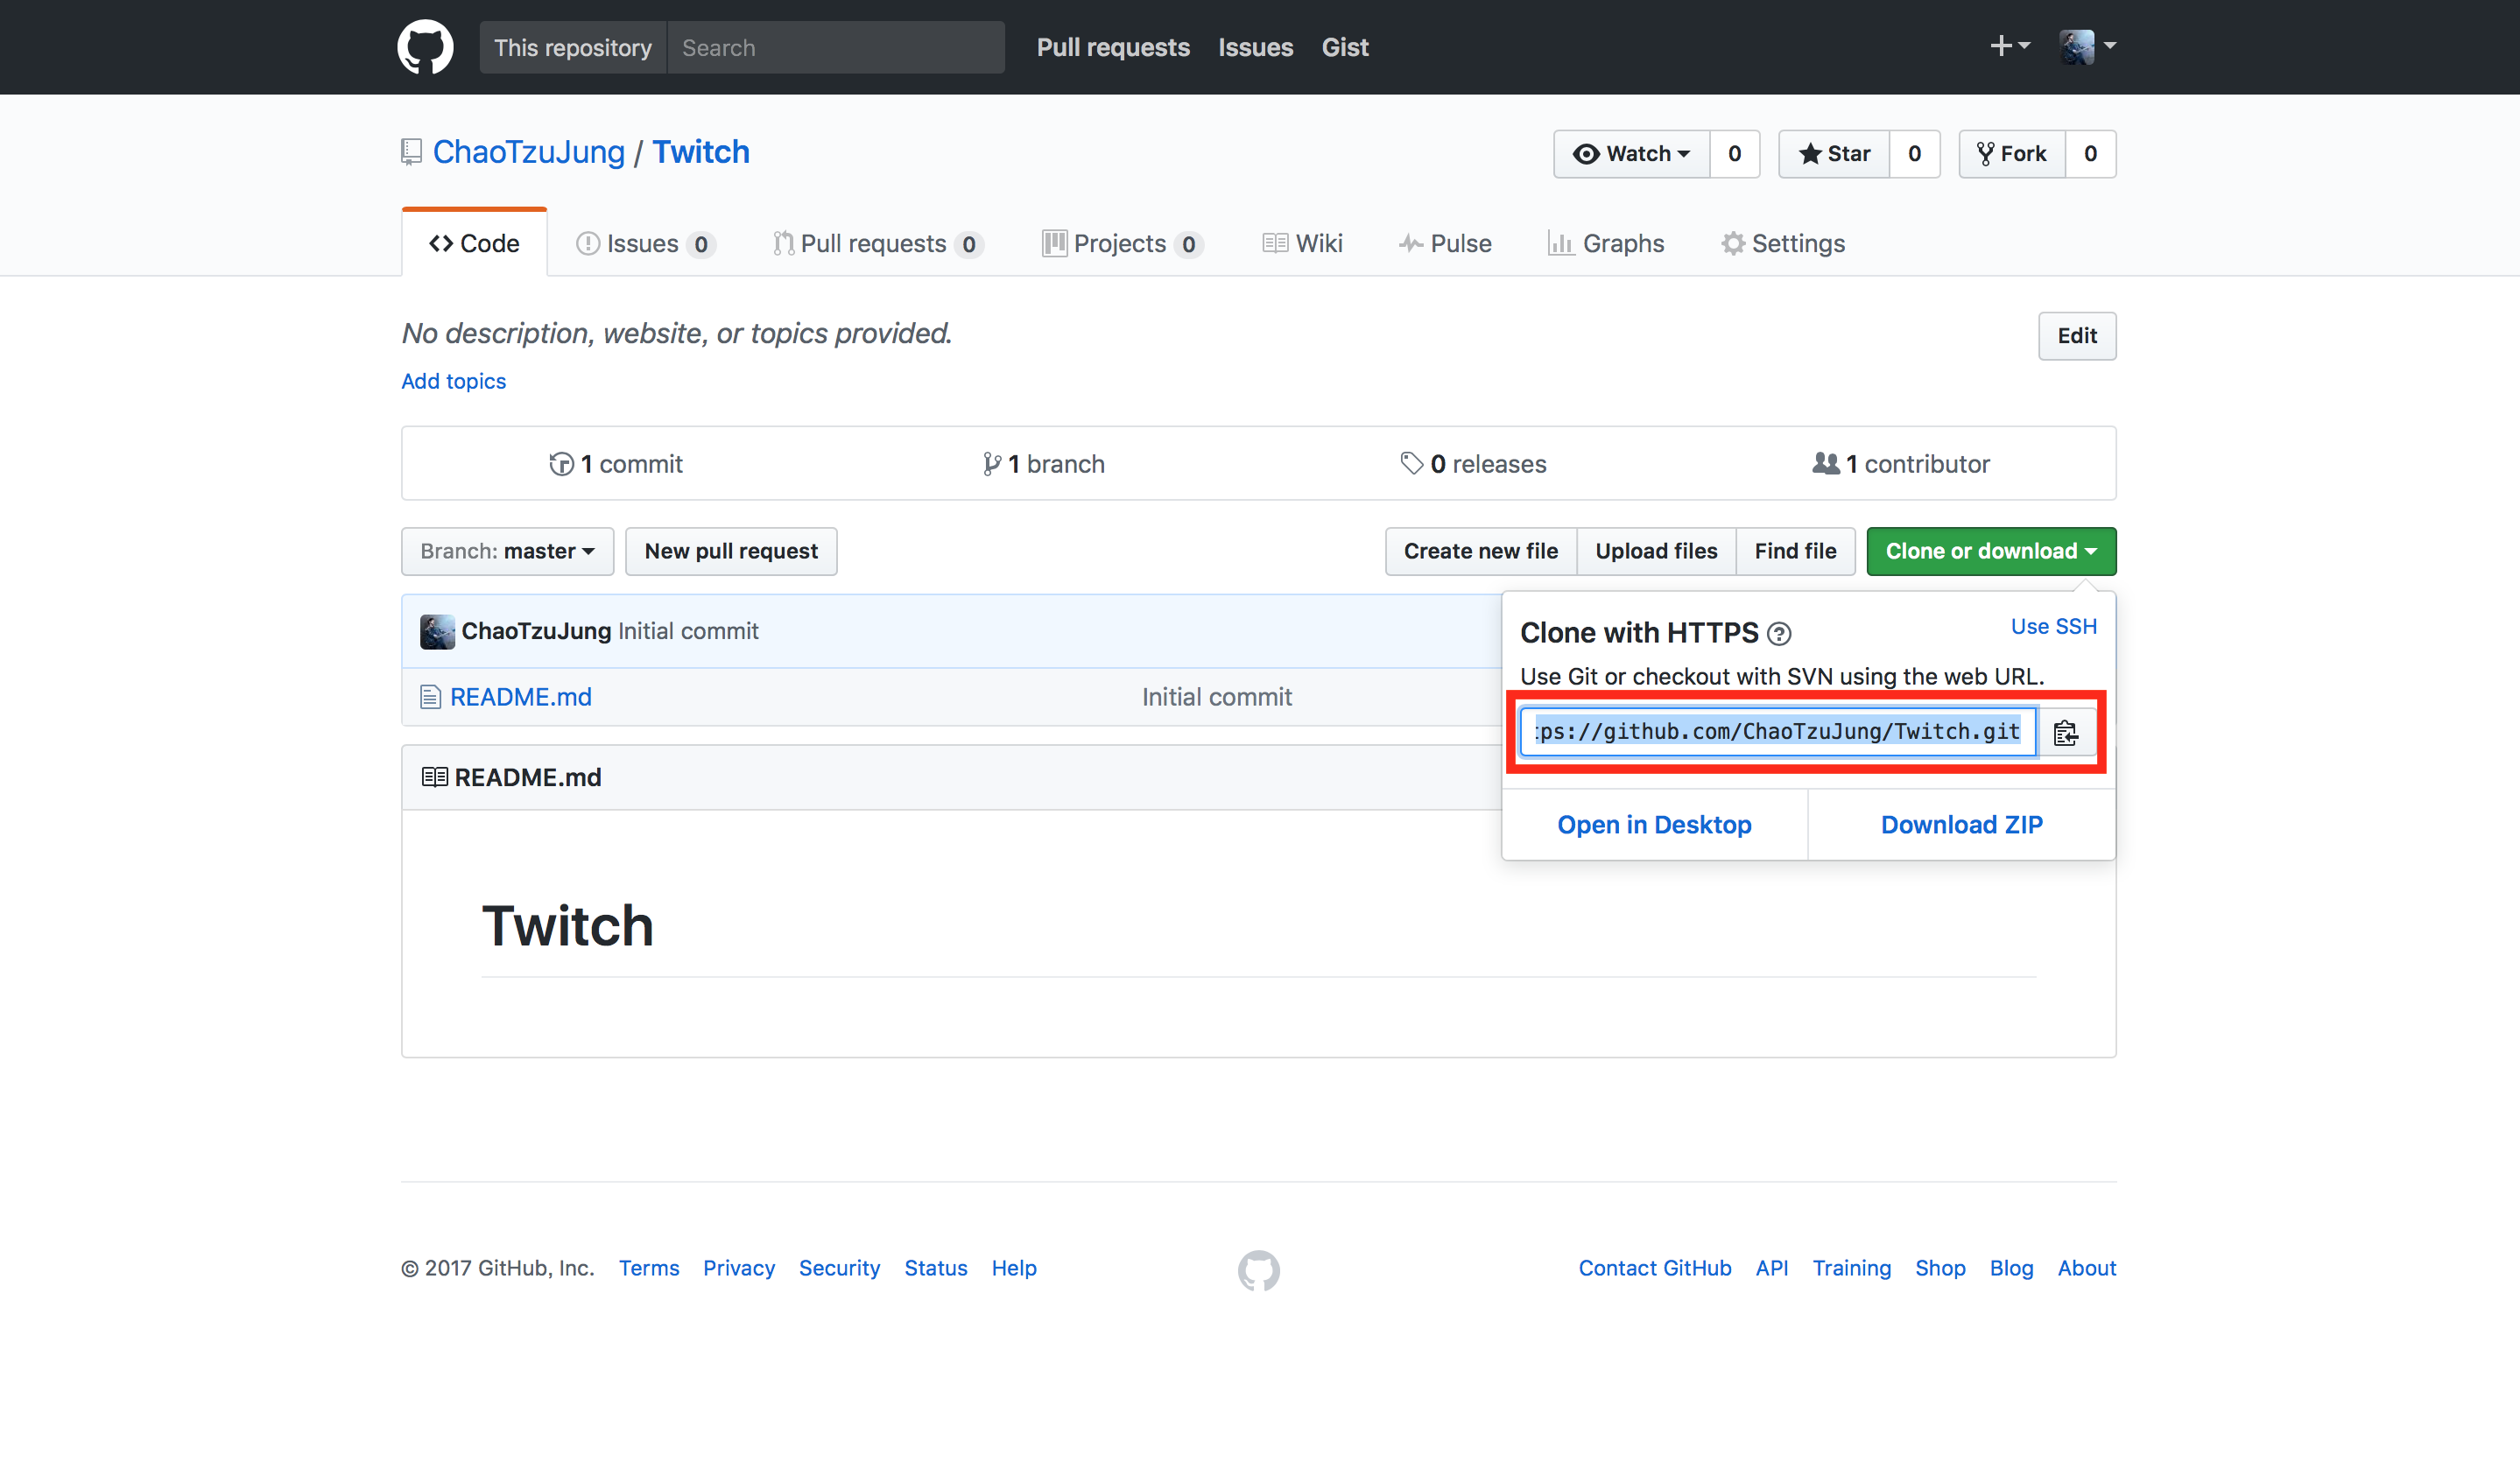 This repository Search Pull requests Issues Gist
ChaoTzuJung / Twitch Watch 0 Star 0 Fork 0
Code Issues 0 Pull requests 0 Projects 0 Wiki Pulse Graphs Settings
No description, website, or topics provided. Edit
Add topics
1 commit 1 branch 0 releases 1 contributor
Branch: master New pull request Create new file Upload files Find file Clone or download
ChaoTzuJung Initial commit
README.md Initial commit
Clone with HTTPS ? Use SSH
Use Git or checkout with SVN using the web URL.
tps://github.com/ChaoTzuJung/Twitch.git
Open in Desktop Download ZIP
README.md
Twitch
© 2017 GitHub, Inc. Terms Privacy Security Status Help Contact GitHub API Training Shop Blog About